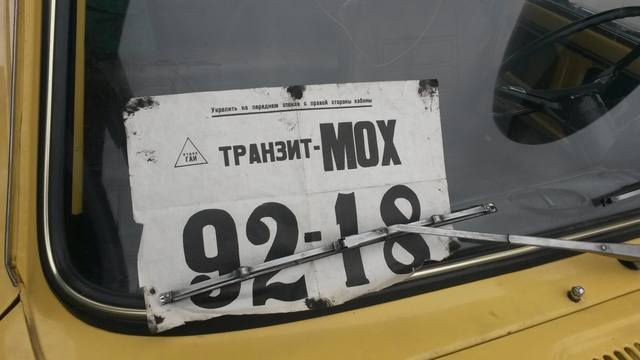 Укрепить на переднем стекле с правой стороны кабины
ГАИ
ТРАНЗИТ-МОХ
92-18